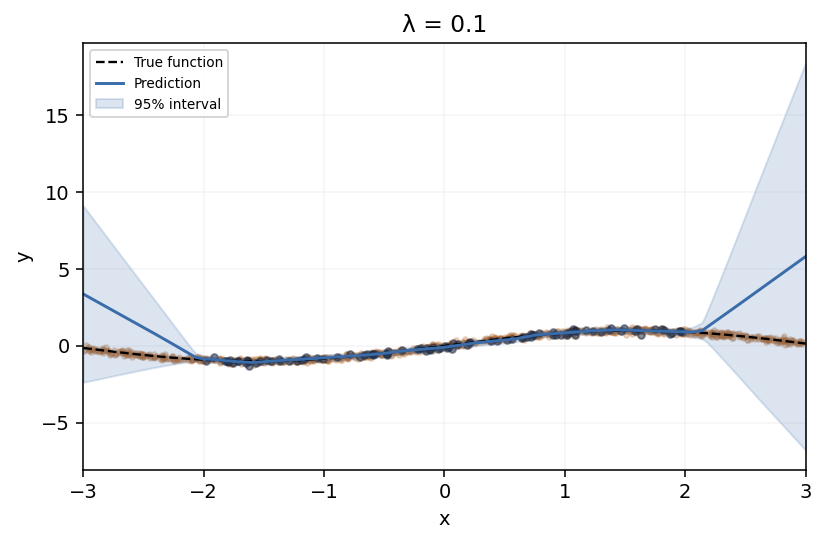 λ = 0.1
True function
Prediction
95% interval
15
10
5
0
−5
y
−3
−2
−1
0
1
2
3
x